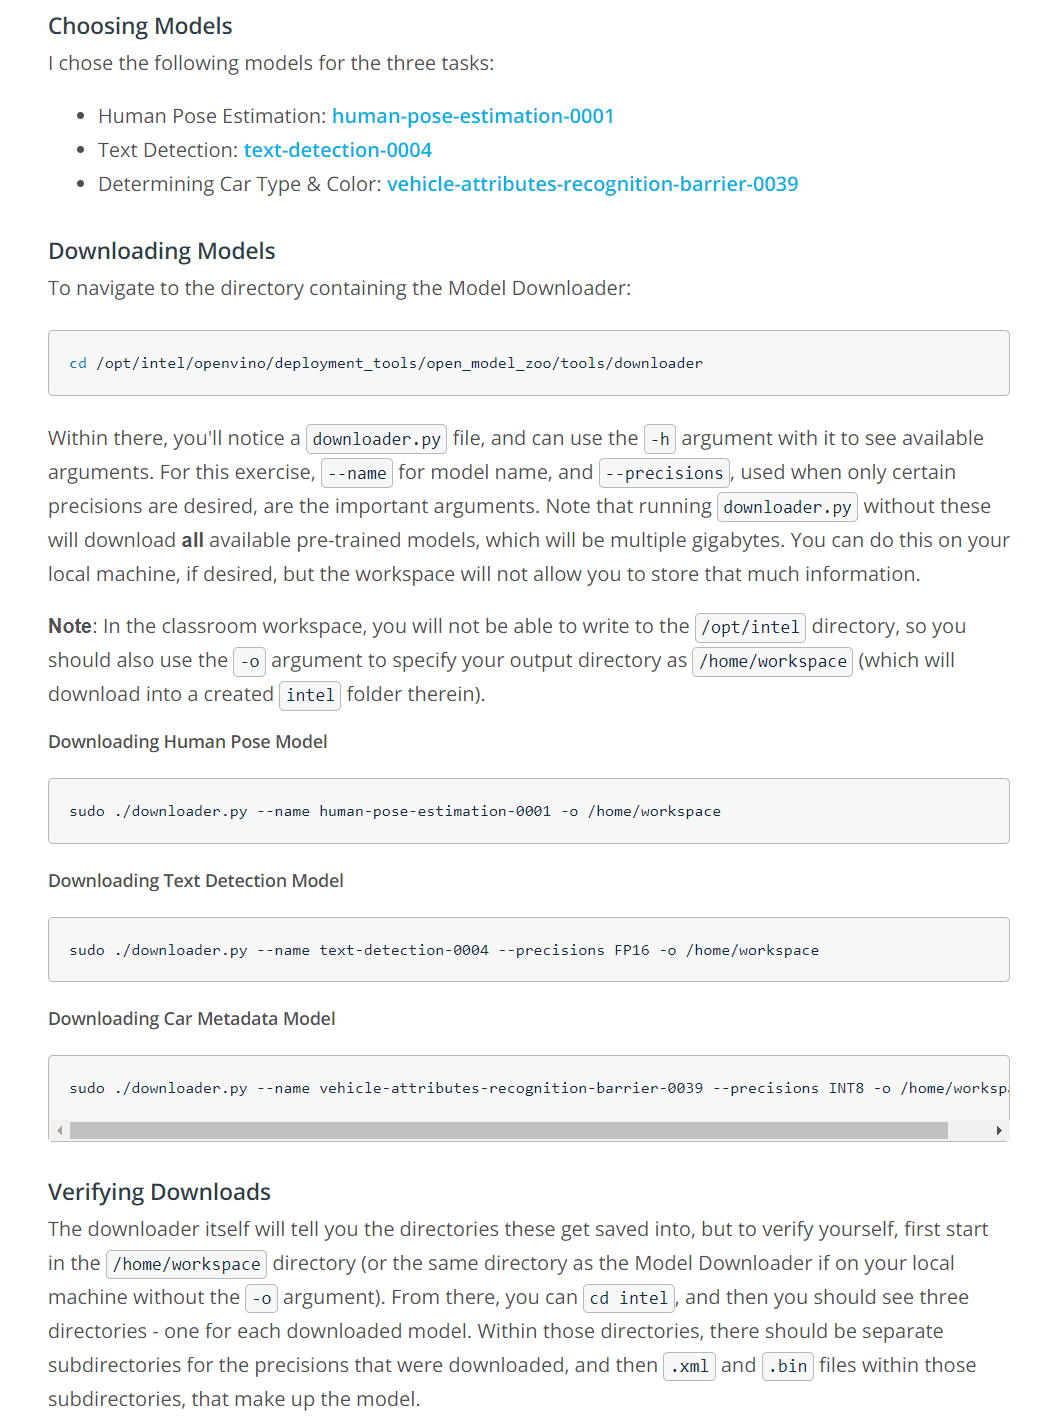 Choosing Models
I chose the following models for the three tasks:
Human Pose Estimation: human-pose-estimation-0001
Text Detection: text-detection-0004
Determining Car Type & Color: vehicle-attributes-recognition-barrier-0039
Downloading Models
To navigate to the directory containing the Model Downloader:
cd /opt/intel/openvino/deployment_tools/open_model_zoo/tools/downloader
Within there, you'll notice a downloader.py file, and can use the -h argument with it to see available
arguments. For this exercise, --name for model name, and --precisions, used when only certain
precisions are desired, are the important arguments. Note that running downloader.py without these
will download all available pre-trained models, which will be multiple gigabytes. You can do this on your
local machine, if desired, but the workspace will not allow you to store that much information.
Note: In the classroom workspace, you will not be able to write to the /opt/intel directory, so you
should also use the -o argument to specify your output directory as /home/workspace (which will
download into a created intel folder therein).
Downloading Human Pose Model
sudo ./downloader.py --name human-pose-estimation-0001 -o /home/workspace
Downloading Text Detection Model
sudo ./downloader.py --name text-detection-0004 --precisions FP16 -o /home/workspace
Downloading Car Metadata Model
sudo ./downloader.py --name vehicle-attributes-recognition-barrier-0039 --precisions INT8 -o /home/workspa
Verifying Downloads
The downloader itself will tell you the directories these get saved into, but to verify yourself, first start
in the /home/workspace directory (or the same directory as the Model Downloader if on your local
machine without the -o argument). From there, you can cd intel, and then you should see three
directories - one for each downloaded model. Within those directories, there should be separate
subdirectories for the precisions that were downloaded, and then .xml and .bin files within those
subdirectories, that make up the model.